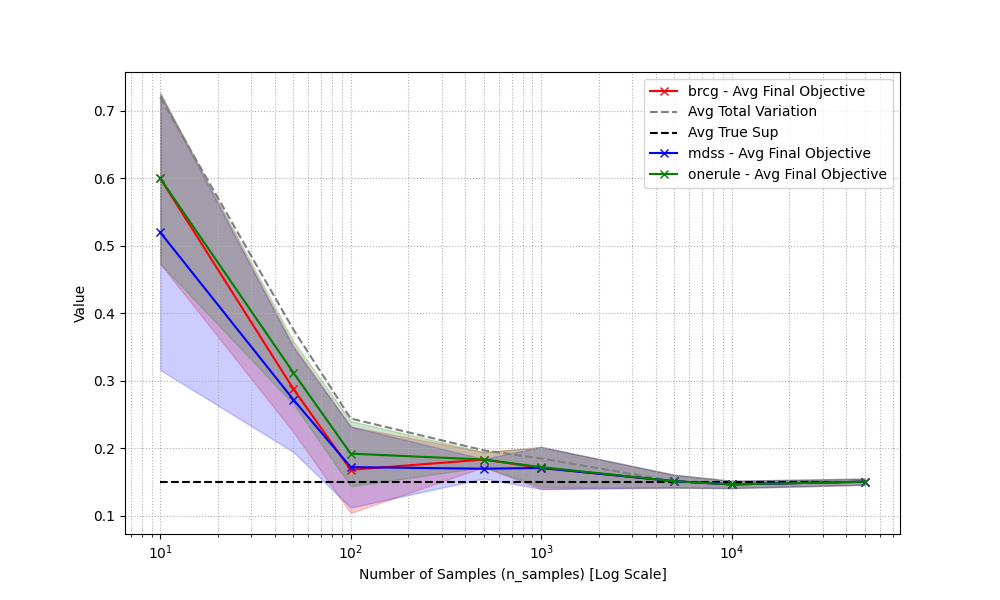 brcg - Avg Final Objective
Avg Total Variation
Avg True Sup
mdss - Avg Final Objective
onerule - Avg Final Objective
0.7
0.6
0.5
0.4
0.3
0.2
0.1
Value
10¹
10²
10³
10⁴
Number of Samples (n_samples) [Log Scale]